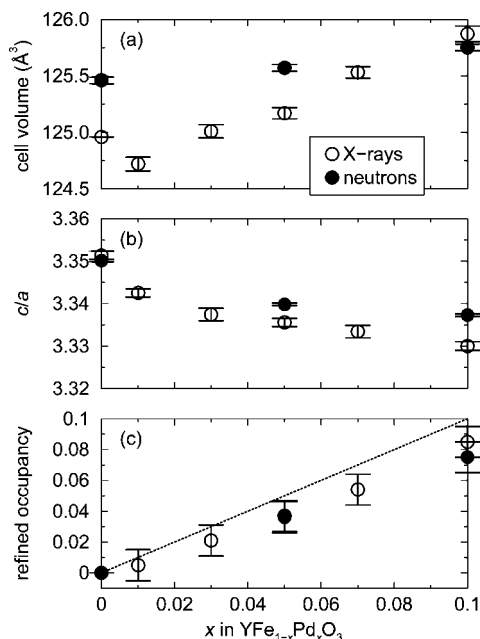 126.0
(a)
cell volume (Å³)
125.5
125.0
124.5
X−rays
neutrons
3.36
(b)
3.35
c/a
3.34
3.33
3.32
0.1
(c)
0.08
refined occupancy
0.06
0.04
0.02
0
0 0.02 0.04 0.06 0.08 0.1
x in YFe₁₋ₓPdₓO₃